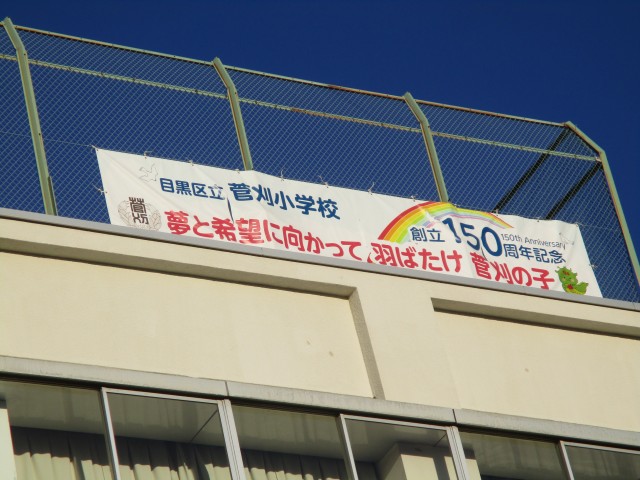 目黒区立 菅刈小学校
創立 150周年記念
150th Anniversary
夢と希望に向かって 羽ばたけ 菅刈の子